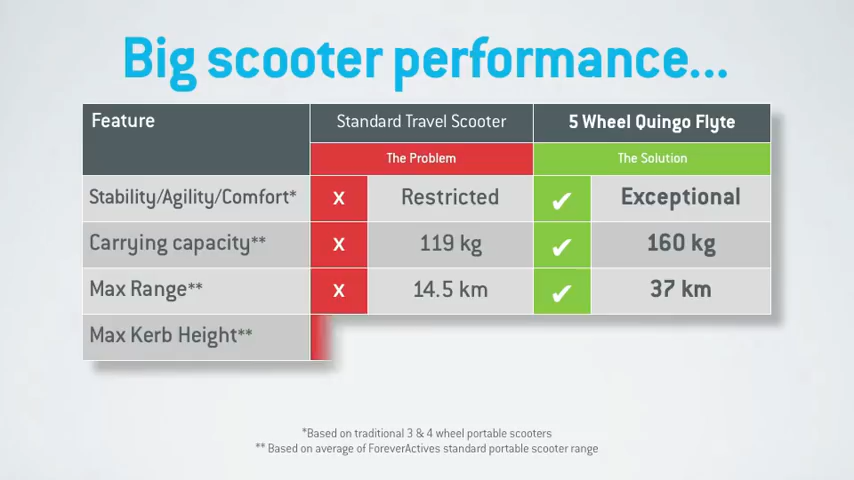 Big scooter performance...
Feature Standard Travel Scooter 5 Wheel Quingo Flyte
The Problem The Solution
Stability/Agility/Comfort* X Restricted ✔ Exceptional
Carrying capacity** X 119 kg ✔ 160 kg
Max Range** X 14.5 km ✔ 37 km
Max Kerb Height**
*Based on traditional 3 & 4 wheel portable scooters
** Based on average of ForeverActives standard portable scooter range